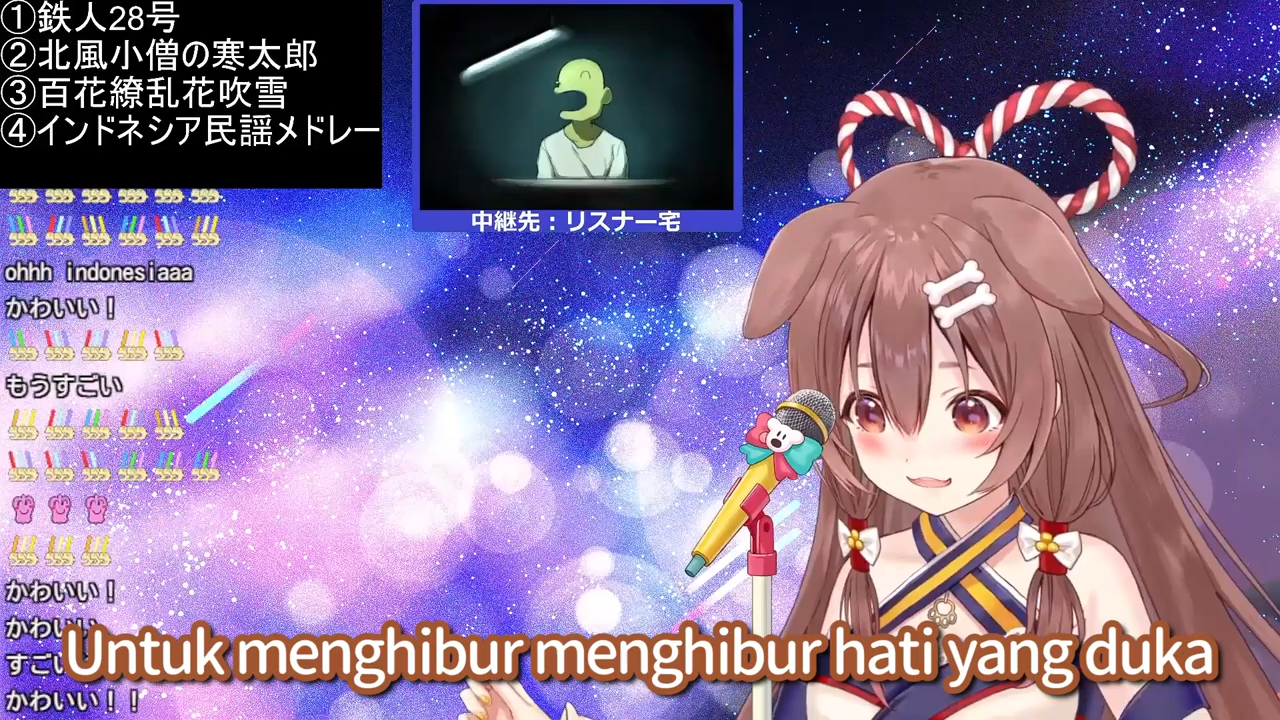 ①鉄人28号
②北風小僧の寒太郎
③百花繚乱花吹雪
④インドネシア民謡メドレー
中継先：リスナー宅
ohhh indonesiaaa
かわいい！
もうすごい
かわいい！
かわいい
すごい
かわいい！！
Untuk menghibur menghibur hati yang duka